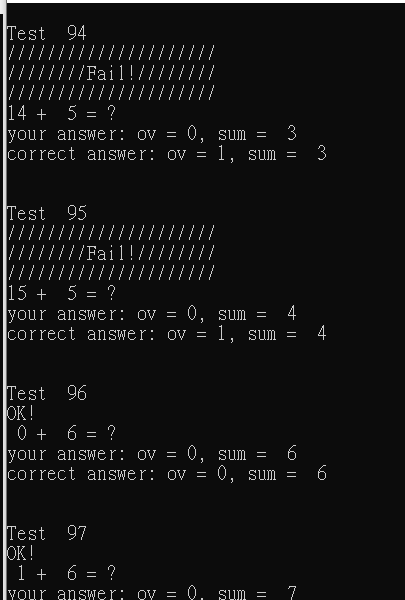 Test  94
/////////////////////
////////Fail!////////
/////////////////////
14 +  5 = ?
your answer: ov = 0, sum =  3
correct answer: ov = 1, sum =  3
Test  95
/////////////////////
////////Fail!////////
/////////////////////
15 +  5 = ?
your answer: ov = 0, sum =  4
correct answer: ov = 1, sum =  4
Test  96
OK!
 0 +  6 = ?
your answer: ov = 0, sum =  6
correct answer: ov = 0, sum =  6
Test  97
OK!
 1 +  6 = ?
your answer: ov = 0, sum =  7